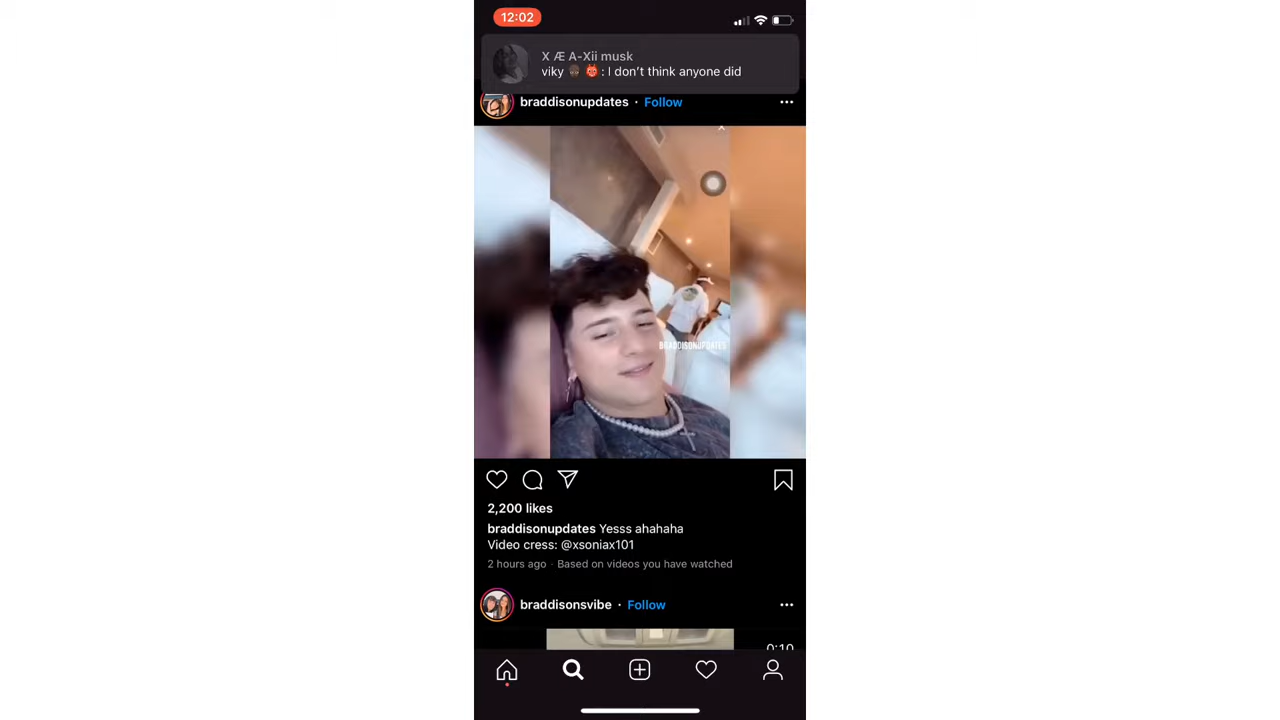 12:02
X Æ A-Xii musk
viky 👨🏿‍🦲 👹 : I don't think anyone did
braddisonupdates · Follow
BRADDISONUPDATES
2,200 likes
braddisonupdates Yesss ahahaha
Video cress: @xsoniax101
2 hours ago · Based on videos you have watched
braddisonsvibe · Follow
0:10